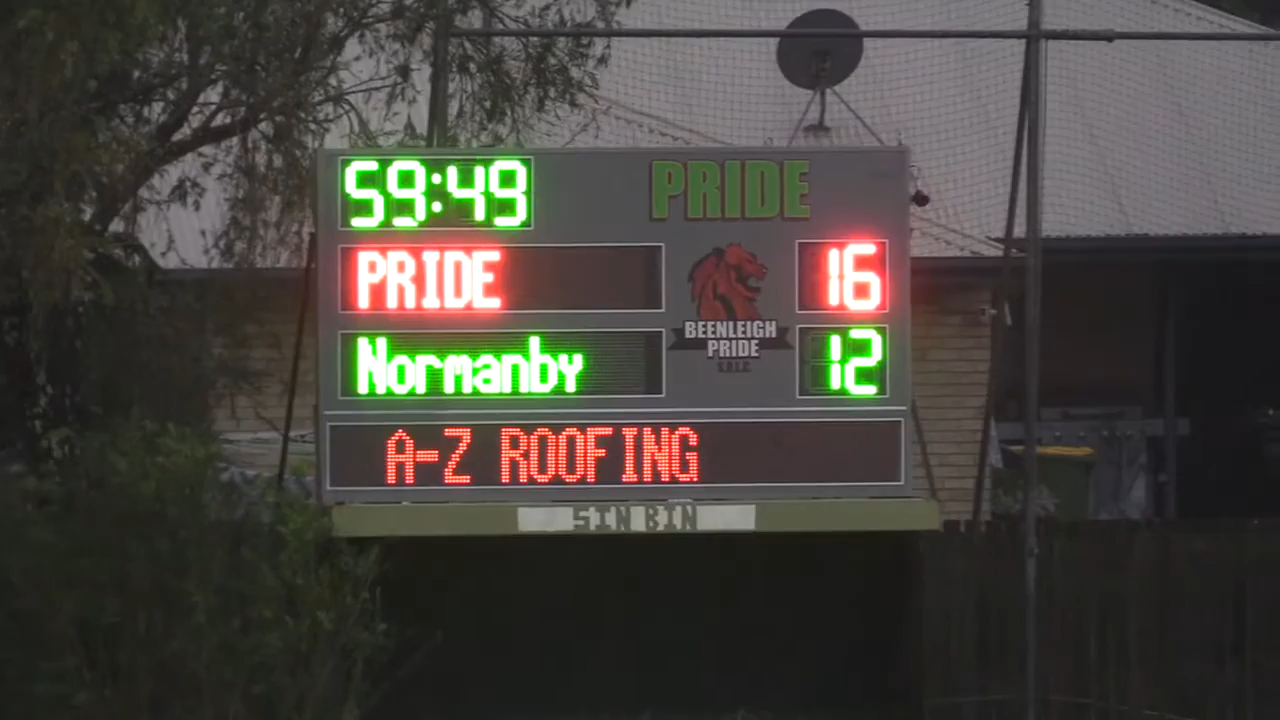 59:49
PRIDE
PRIDE
16
BEENLEIGH
PRIDE
Normanby
12
A-Z ROOFING
SIN BIN